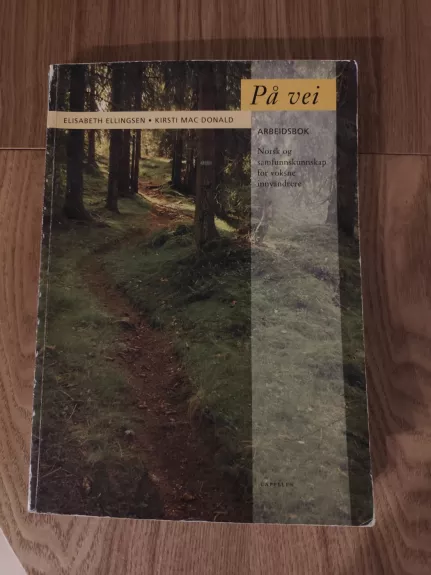 På vei
ELISABETH ELLINGSEN • KIRSTI MAC DONALD
ARBEIDSBOK
Norsk og
samfunnskunnskap
for voksne
innvandrere
CAPPELEN